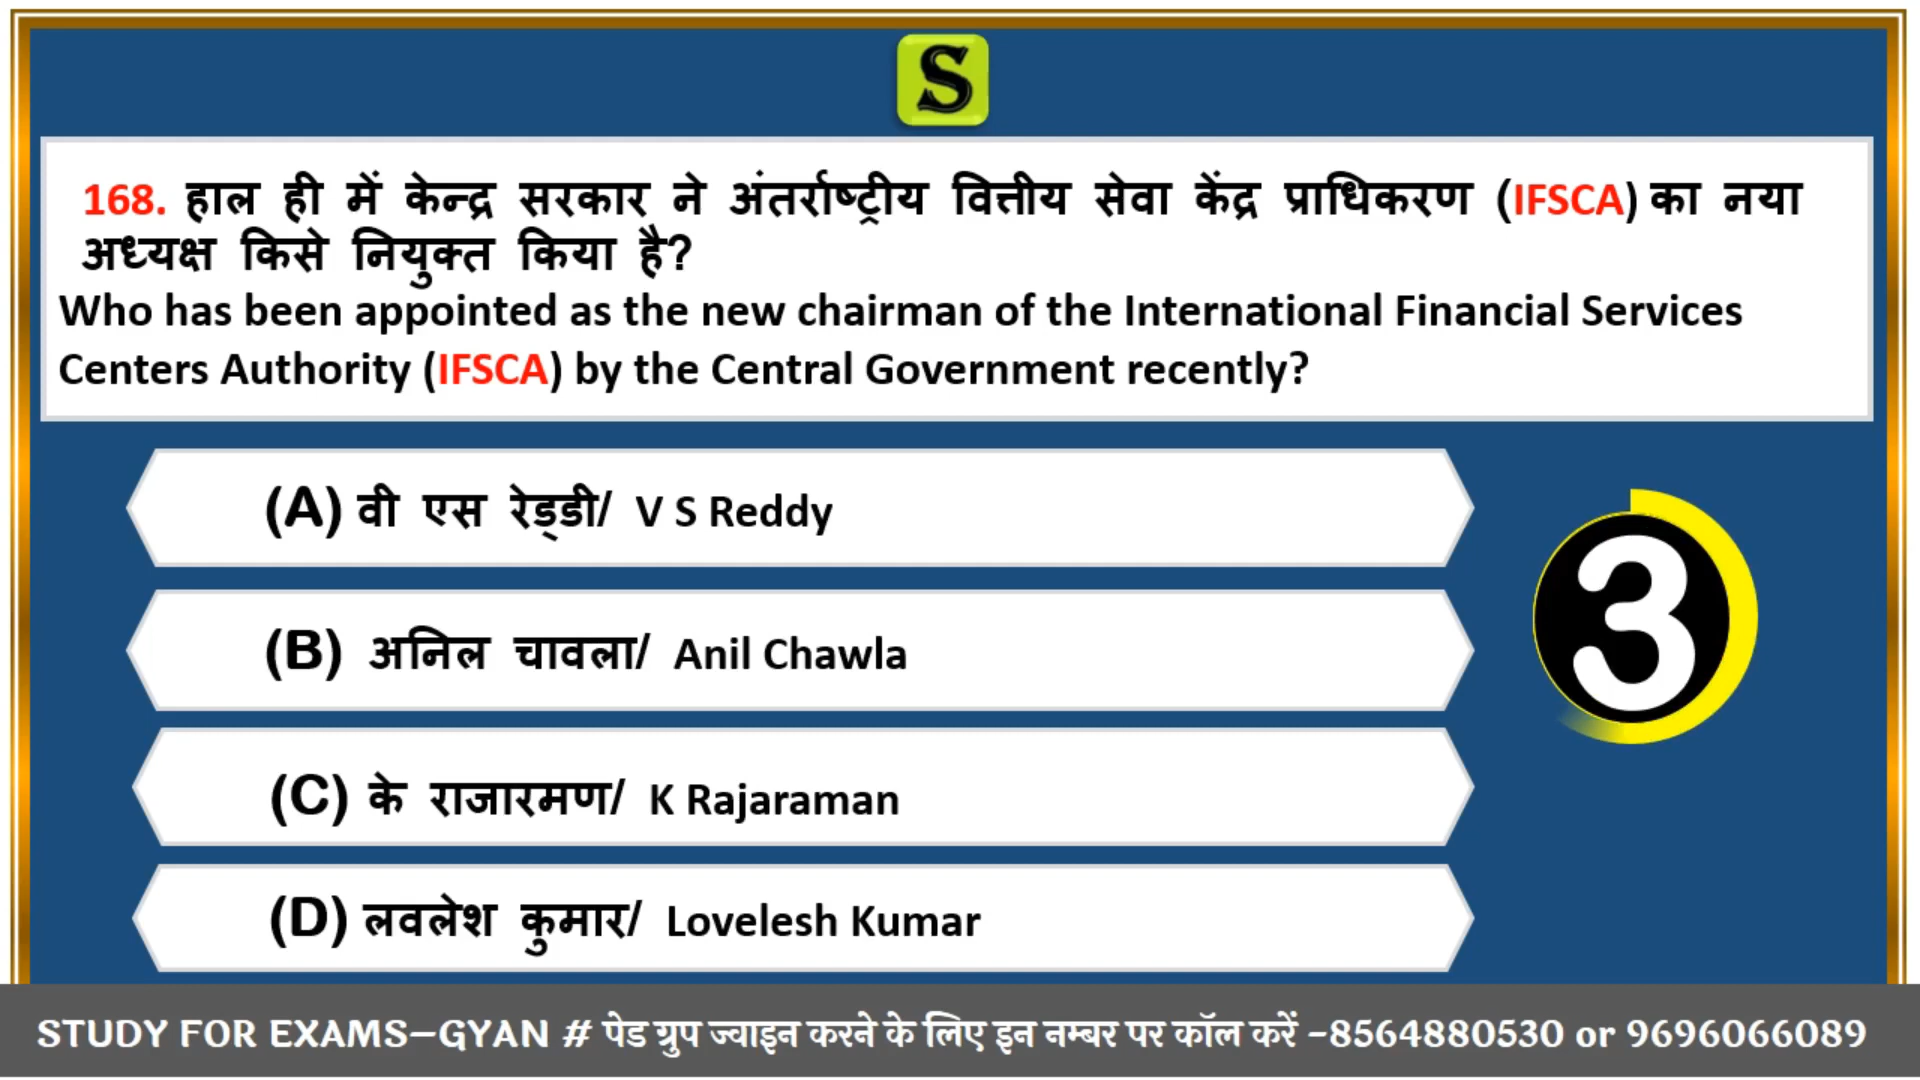 S
168. हाल ही में केन्द्र सरकार ने अंतर्राष्ट्रीय वित्तीय सेवा केंद्र प्राधिकरण (IFSCA) का नया
अध्यक्ष किसे नियुक्त किया है?
Who has been appointed as the new chairman of the International Financial Services
Centers Authority (IFSCA) by the Central Government recently?
(A) वी एस रेड्डी/ V S Reddy
(B) अनिल चावला/ Anil Chawla
3
(C) के राजारमण/ K Rajaraman
(D) लवलेश कुमार/ Lovelesh Kumar
STUDY FOR EXAMS–GYAN # पेड ग्रुप ज्वाइन करने के लिए इन नम्बर पर कॉल करें -8564880530 or 9696066089